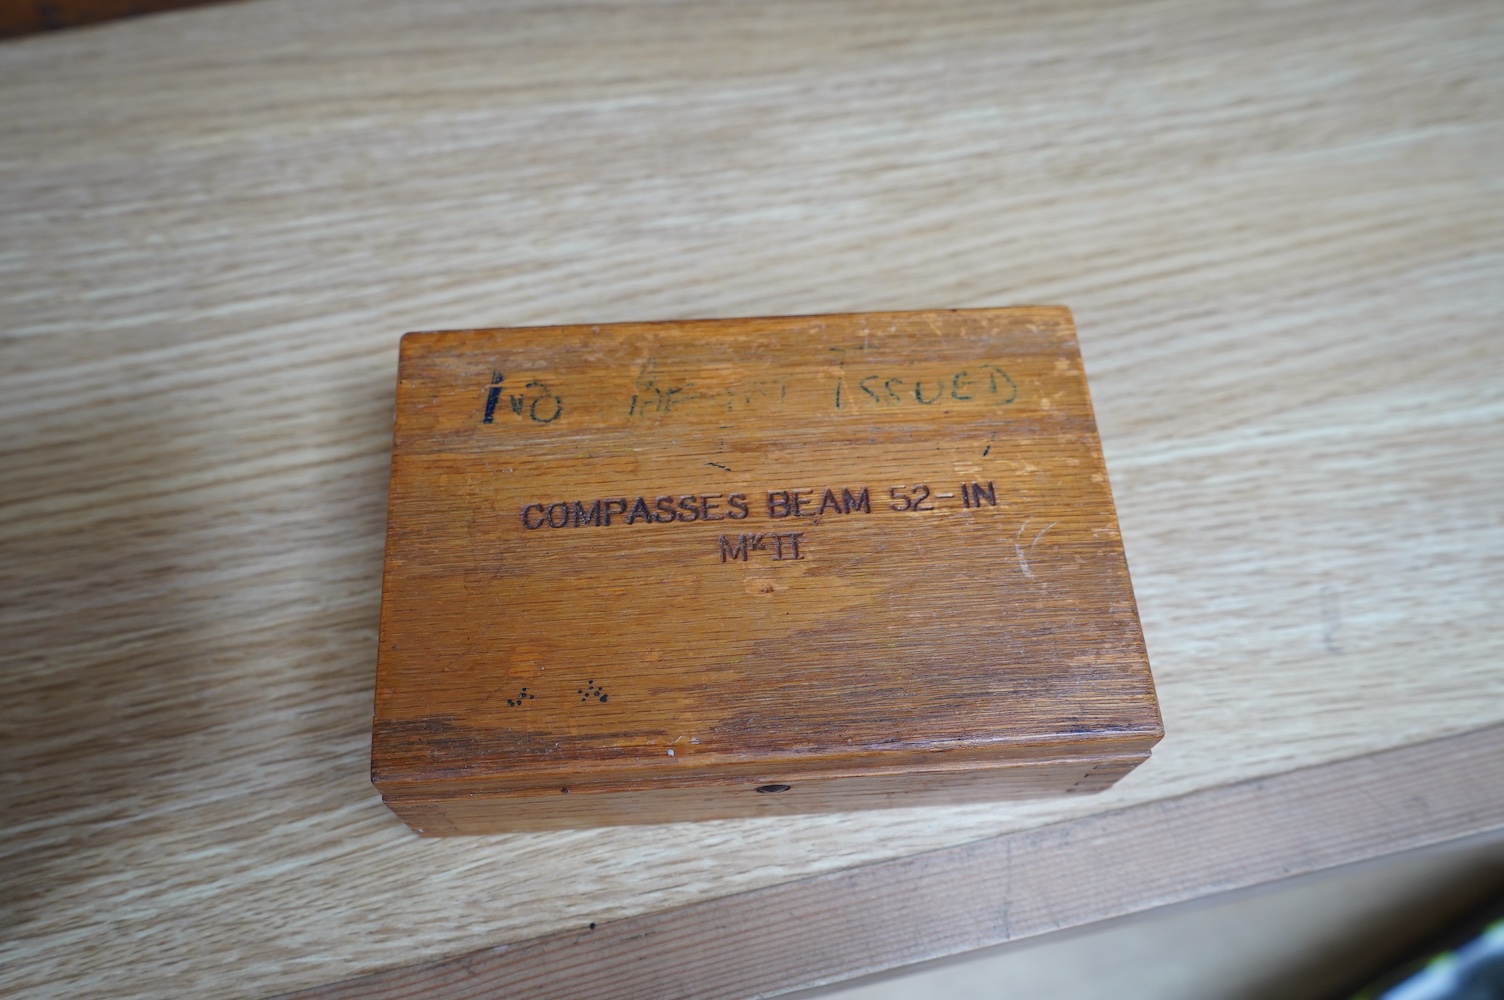 ISSUED
COMPASSES BEAM 52-IN
Mk II